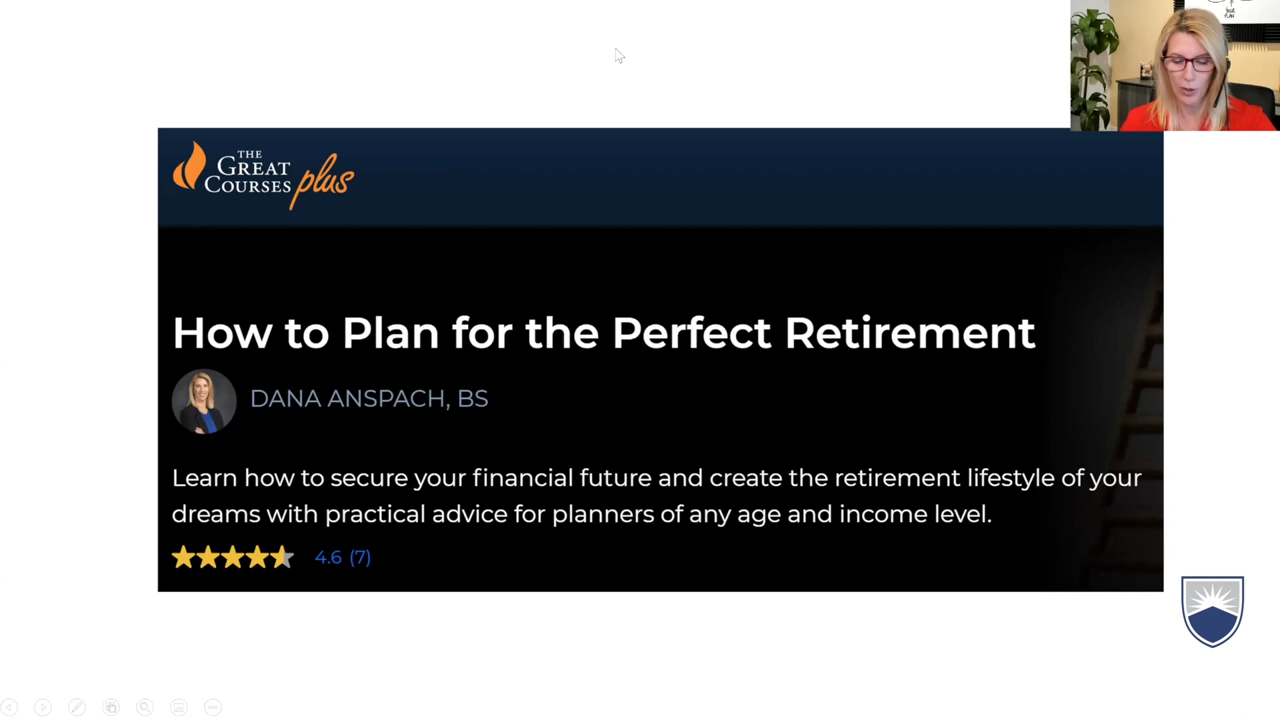 YOUR
PLAN
THE
GREAT
COURSES plus
How to Plan for the Perfect Retirement
DANA ANSPACH, BS
Learn how to secure your financial future and create the retirement lifestyle of your
dreams with practical advice for planners of any age and income level.
4.6 (7)